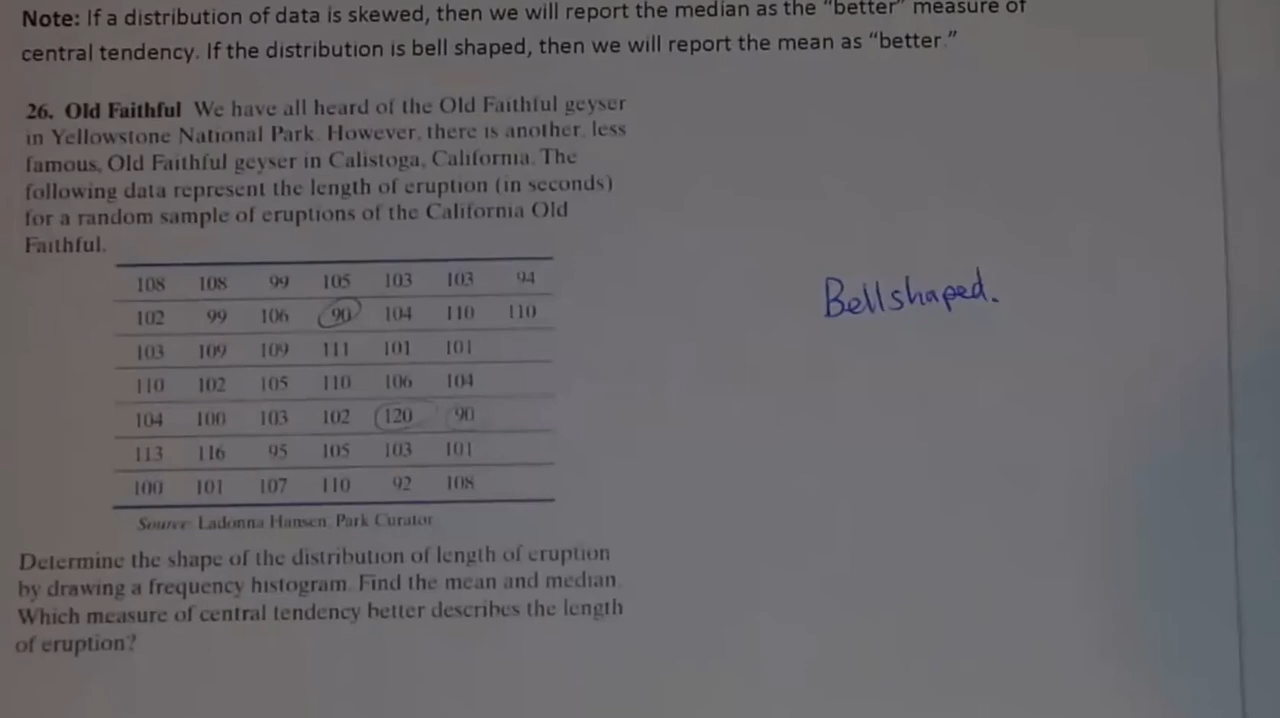 Note: If a distribution of data is skewed, then we will report the median as the "better" measure of
central tendency. If the distribution is bell shaped, then we will report the mean as "better."
26. Old Faithful We have all heard of the Old Faithful geyser
in Yellowstone National Park. However, there is another, less
famous, Old Faithful geyser in Calistoga, California. The
following data represent the length of eruption (in seconds)
for a random sample of eruptions of the California Old
Faithful.
108 108 99 105 103 103 94
Bell shaped.
102 99 106 90 104 110 110
103 109 109 111 101 101
110 102 105 110 106 104
104 100 103 102 120 90
113 116 95 105 103 101
100 101 107 110 92 108
Source: Ladonna Hansen, Park Curator
Determine the shape of the distribution of length of eruption
by drawing a frequency histogram. Find the mean and median.
Which measure of central tendency better describes the length
of eruption?